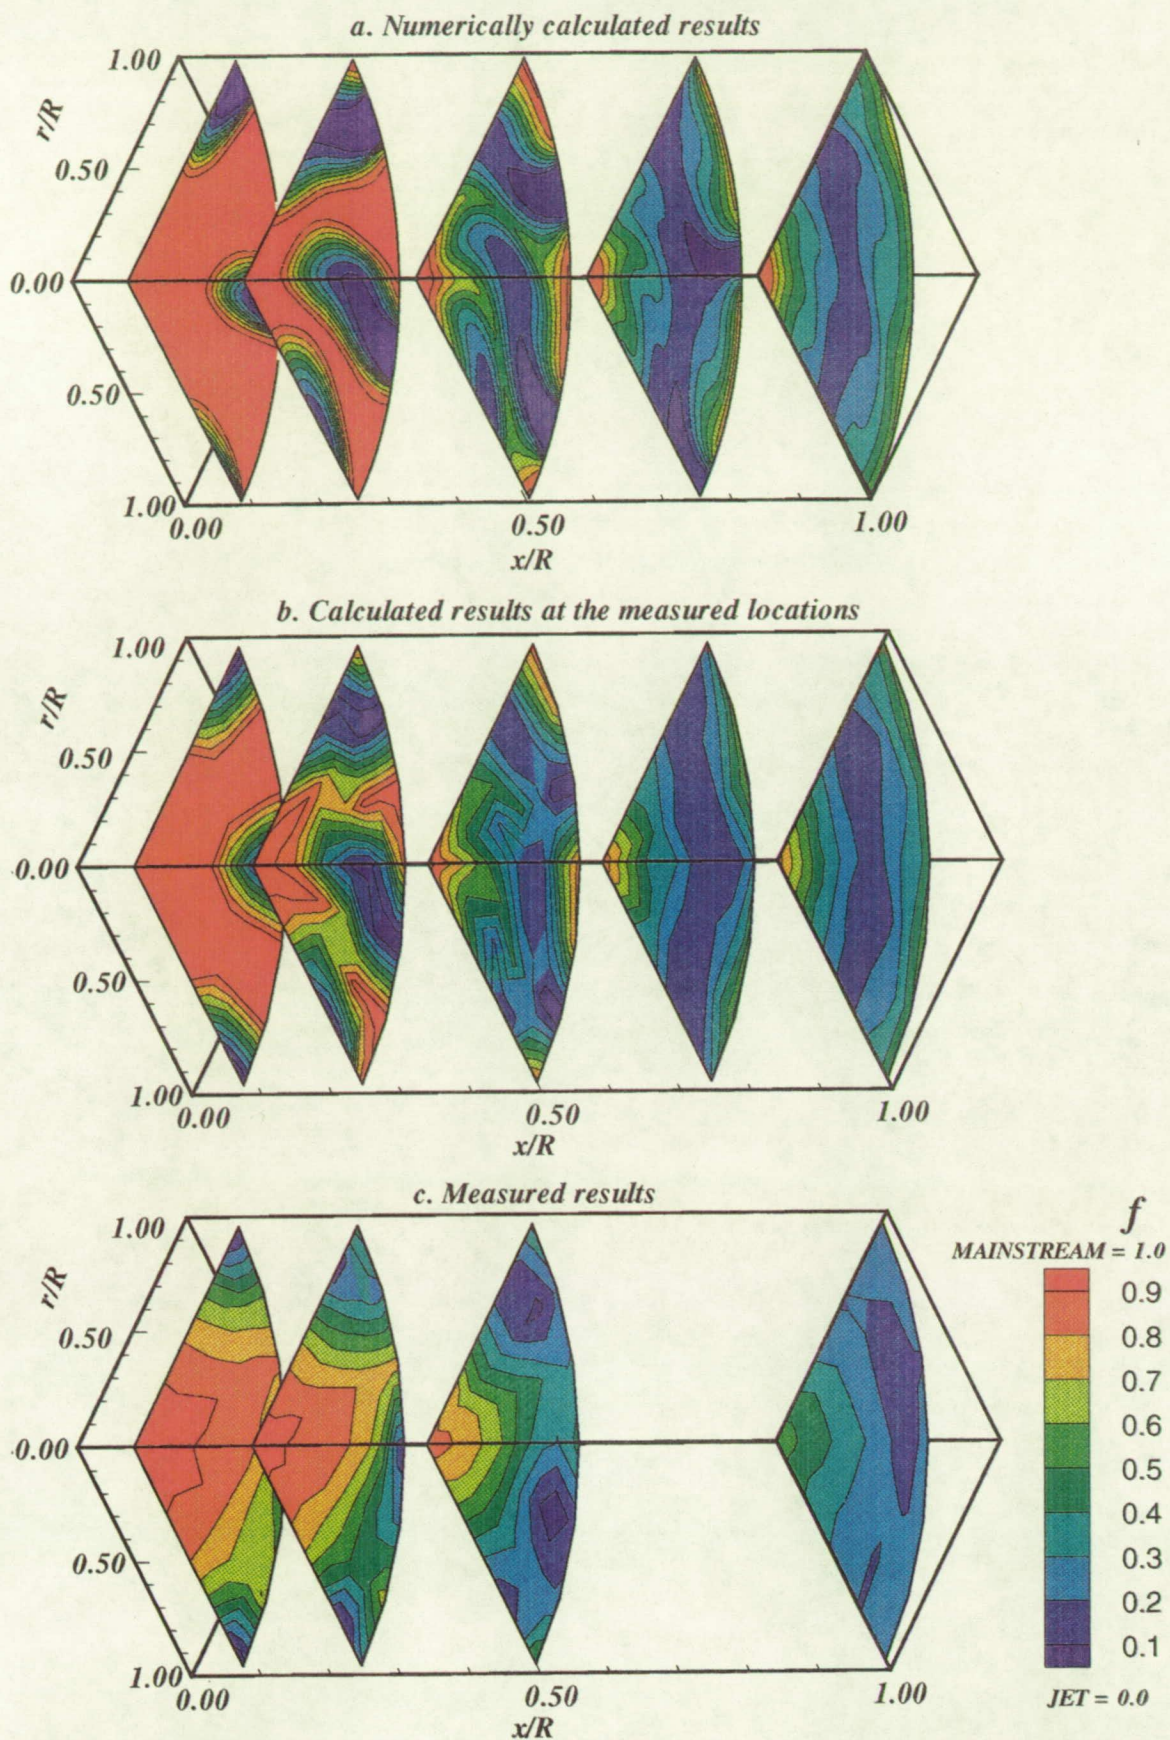 a. Numerically calculated results
1.00
r/R
0.50
0.00
0.50
1.00
0.00
0.50
1.00
x/R
b. Calculated results at the measured locations
1.00
r/R
0.50
0.00
0.50
1.00
0.00
0.50
1.00
x/R
c. Measured results
1.00
r/R
0.50
0.00
0.50
1.00
0.00
0.50
1.00
x/R
f
MAINSTREAM = 1.0
0.9
0.8
0.7
0.6
0.5
0.4
0.3
0.2
0.1
JET = 0.0